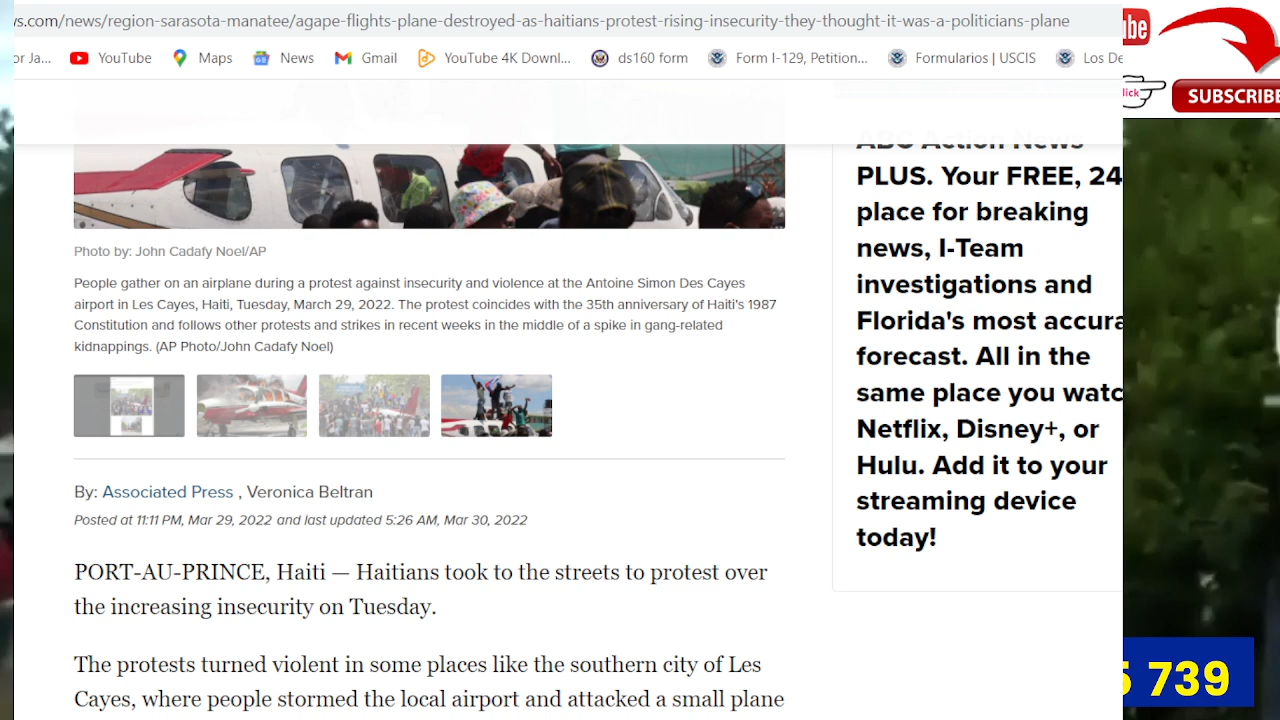 s.com/news/region-sarasota-manatee/agape-flights-plane-destroyed-as-haitians-protest-rising-insecurity-they-thought-it-was-a-politicians-plane
or Ja... YouTube Maps News Gmail YouTube 4K Downl... ds160 form Form I-129, Petition... Formularios | USCIS Los De
be
lick
SUBSCRIBE
ABC Action News
PLUS. Your FREE, 24
place for breaking
news, I-Team
investigations and
Florida's most accura
forecast. All in the
same place you watc
Netflix, Disney+, or
Hulu. Add it to your
streaming device
today!
Photo by: John Cadafy Noel/AP
People gather on an airplane during a protest against insecurity and violence at the Antoine Simon Des Cayes
airport in Les Cayes, Haiti, Tuesday, March 29, 2022. The protest coincides with the 35th anniversary of Haiti's 1987
Constitution and follows other protests and strikes in recent weeks in the middle of a spike in gang-related
kidnappings. (AP Photo/John Cadafy Noel)
By: Associated Press , Veronica Beltran
Posted at 11:11 PM, Mar 29, 2022 and last updated 5:26 AM, Mar 30, 2022
PORT-AU-PRINCE, Haiti — Haitians took to the streets to protest over
the increasing insecurity on Tuesday.
The protests turned violent in some places like the southern city of Les
Cayes, where people stormed the local airport and attacked a small plane
739